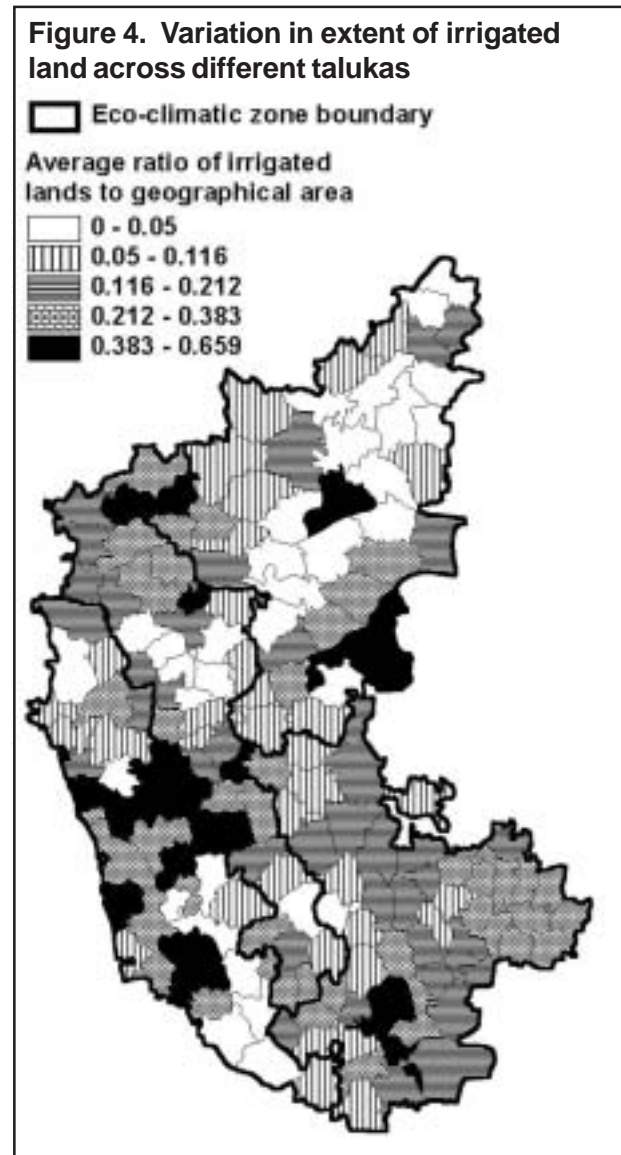 Figure 4. Variation in extent of irrigated
land across different talukas
Eco-climatic zone boundary
Average ratio of irrigated
lands to geographical area
0 - 0.05
0.05 - 0.116
0.116 - 0.212
0.212 - 0.383
0.383 - 0.659